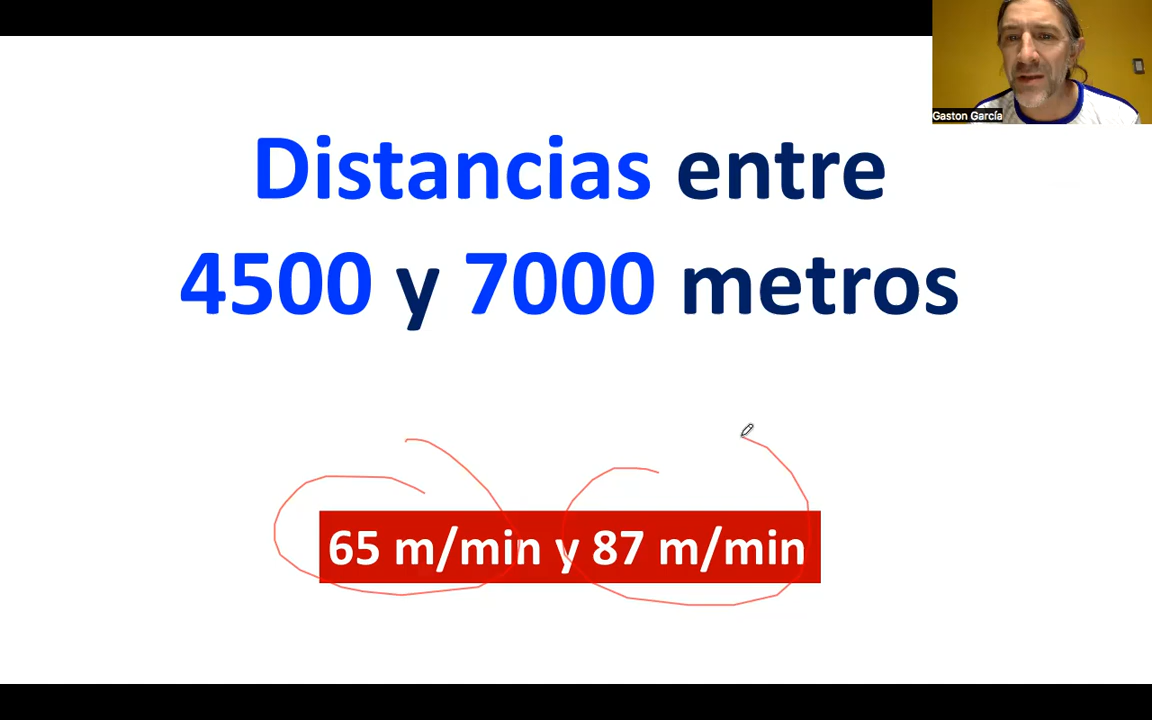 Gaston García
Distancias entre
4500 y 7000 metros
65 m/min y 87 m/min